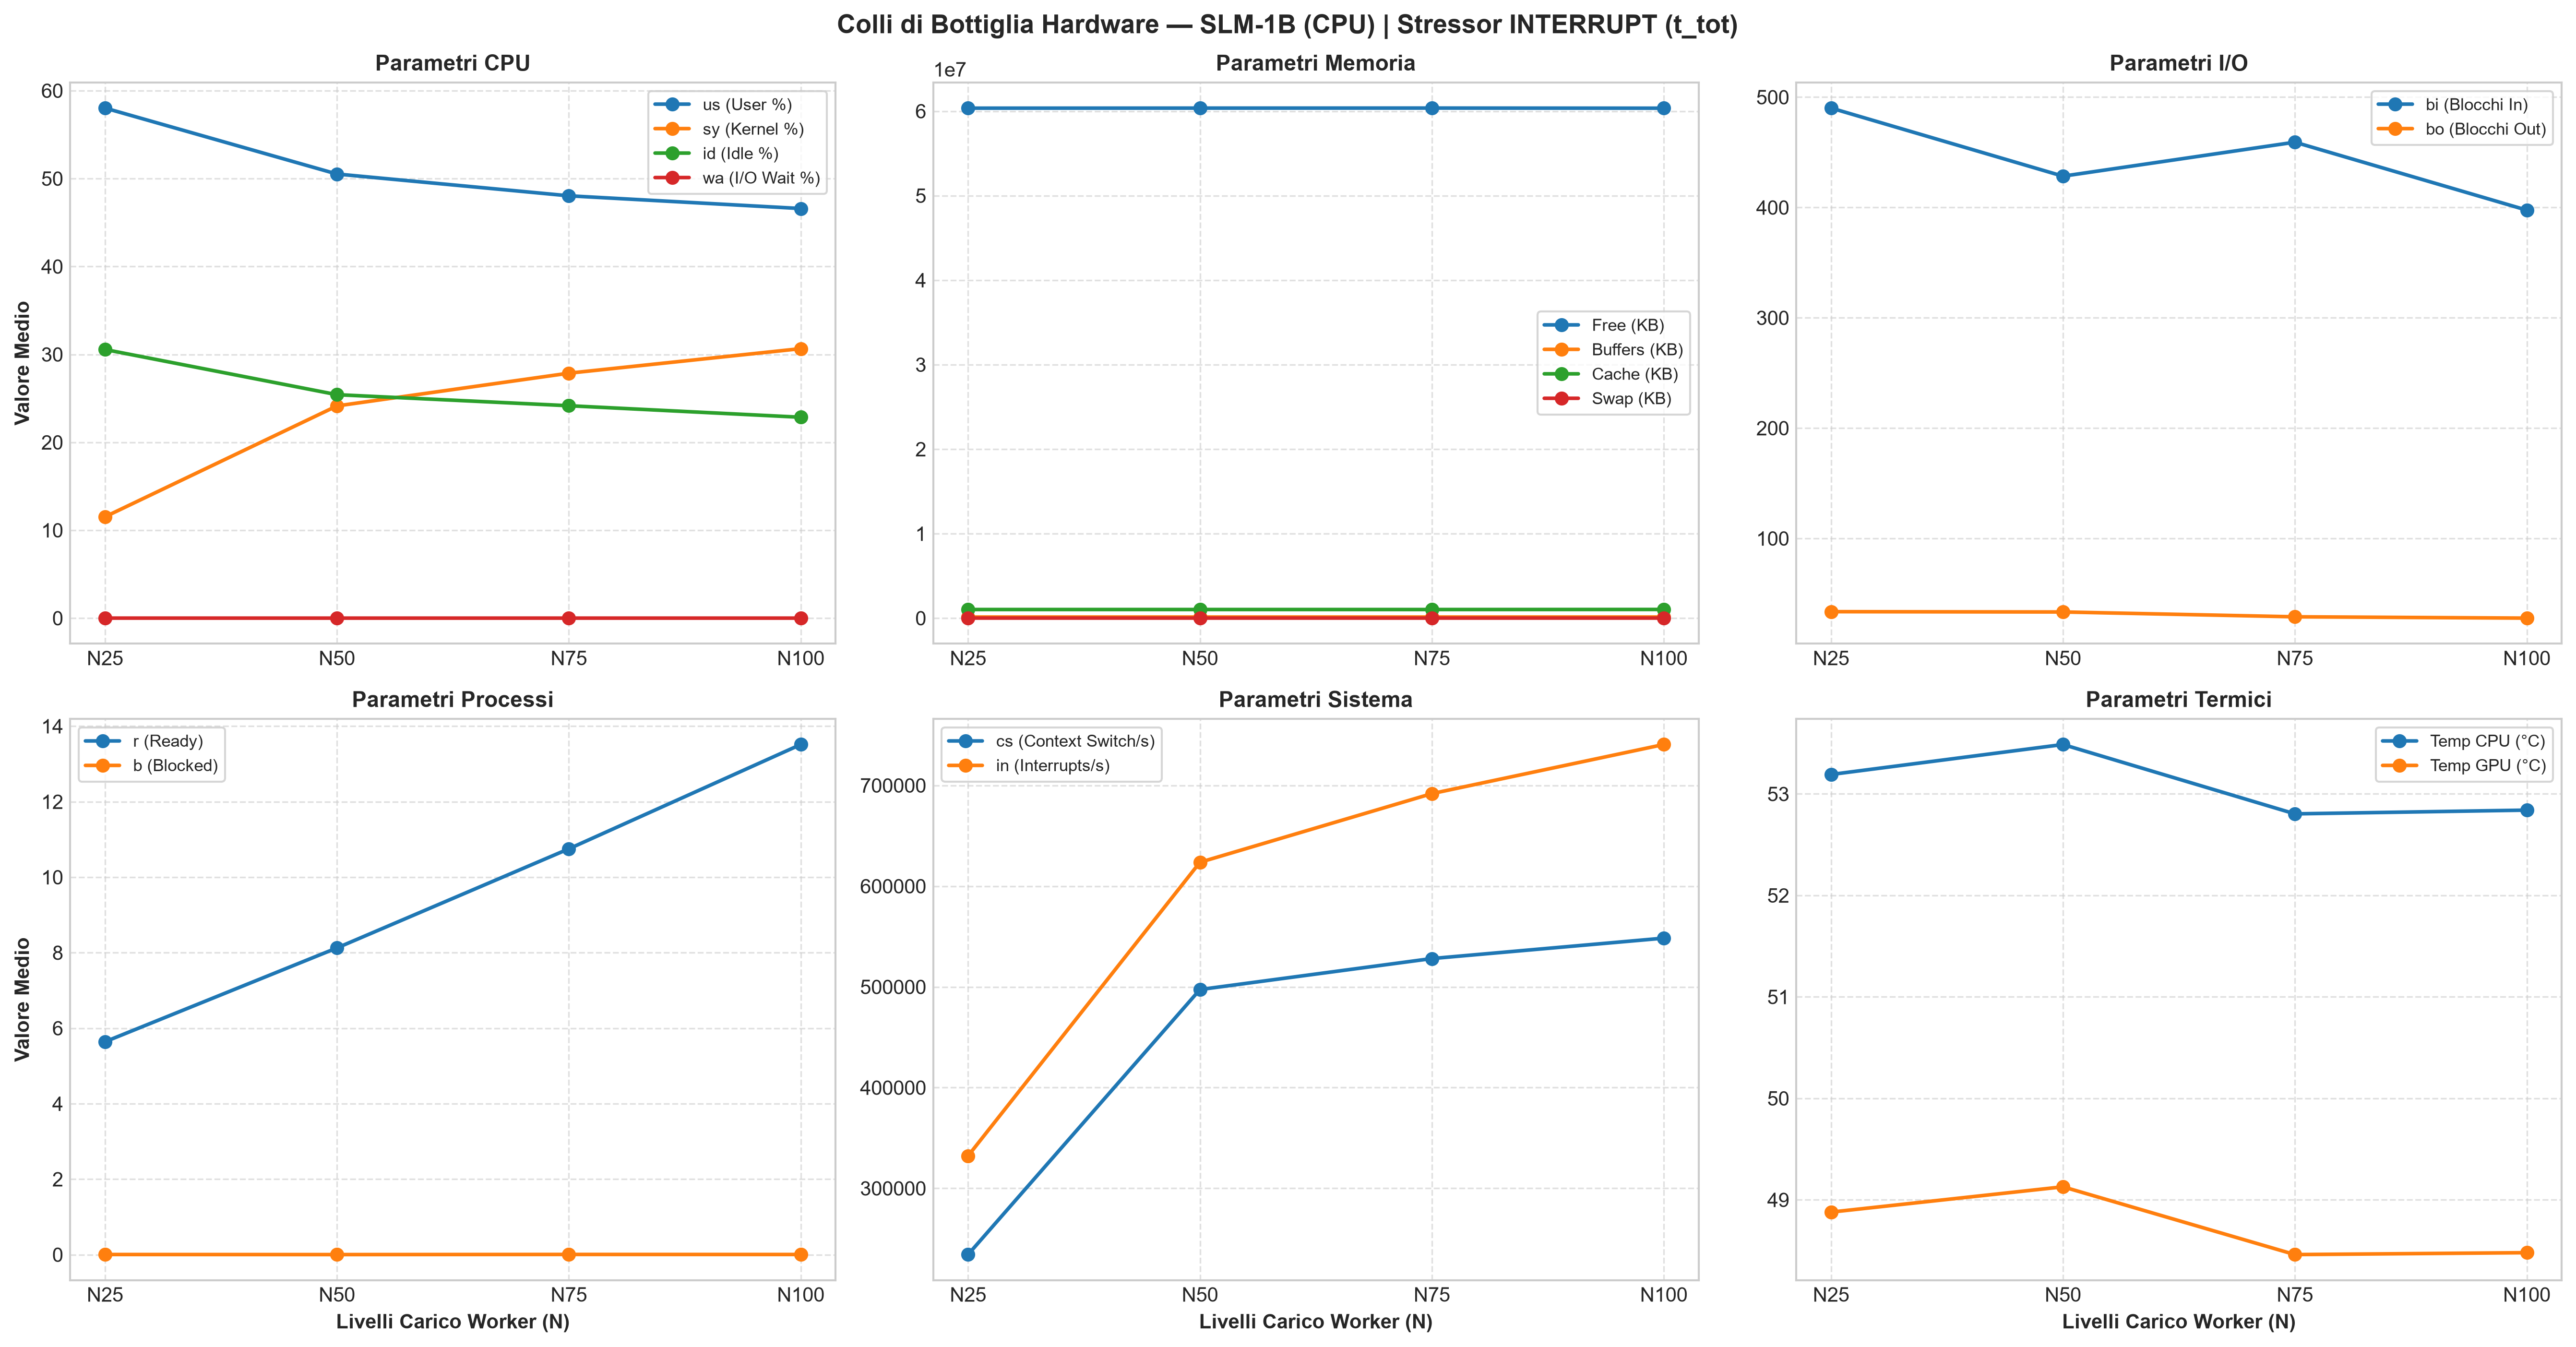 Colli di Bottiglia Hardware — SLM-1B (CPU) | Stressor INTERRUPT (t_tot)
Parametri CPU
Valore Medio
60
50
40
30
20
10
0
N25
N50
N75
N100
us (User %)
sy (Kernel %)
id (Idle %)
wa (I/O Wait %)
Parametri Memoria
1e7
6
5
4
3
2
1
0
N25
N50
N75
N100
Free (KB)
Buffers (KB)
Cache (KB)
Swap (KB)
Parametri I/O
500
400
300
200
100
N25
N50
N75
N100
bi (Blocchi In)
bo (Blocchi Out)
Parametri Processi
Valore Medio
14
12
10
8
6
4
2
0
N25
N50
N75
N100
Livelli Carico Worker (N)
r (Ready)
b (Blocked)
Parametri Sistema
700000
600000
500000
400000
300000
N25
N50
N75
N100
Livelli Carico Worker (N)
cs (Context Switch/s)
in (Interrupts/s)
Parametri Termici
53
52
51
50
49
N25
N50
N75
N100
Livelli Carico Worker (N)
Temp CPU (°C)
Temp GPU (°C)